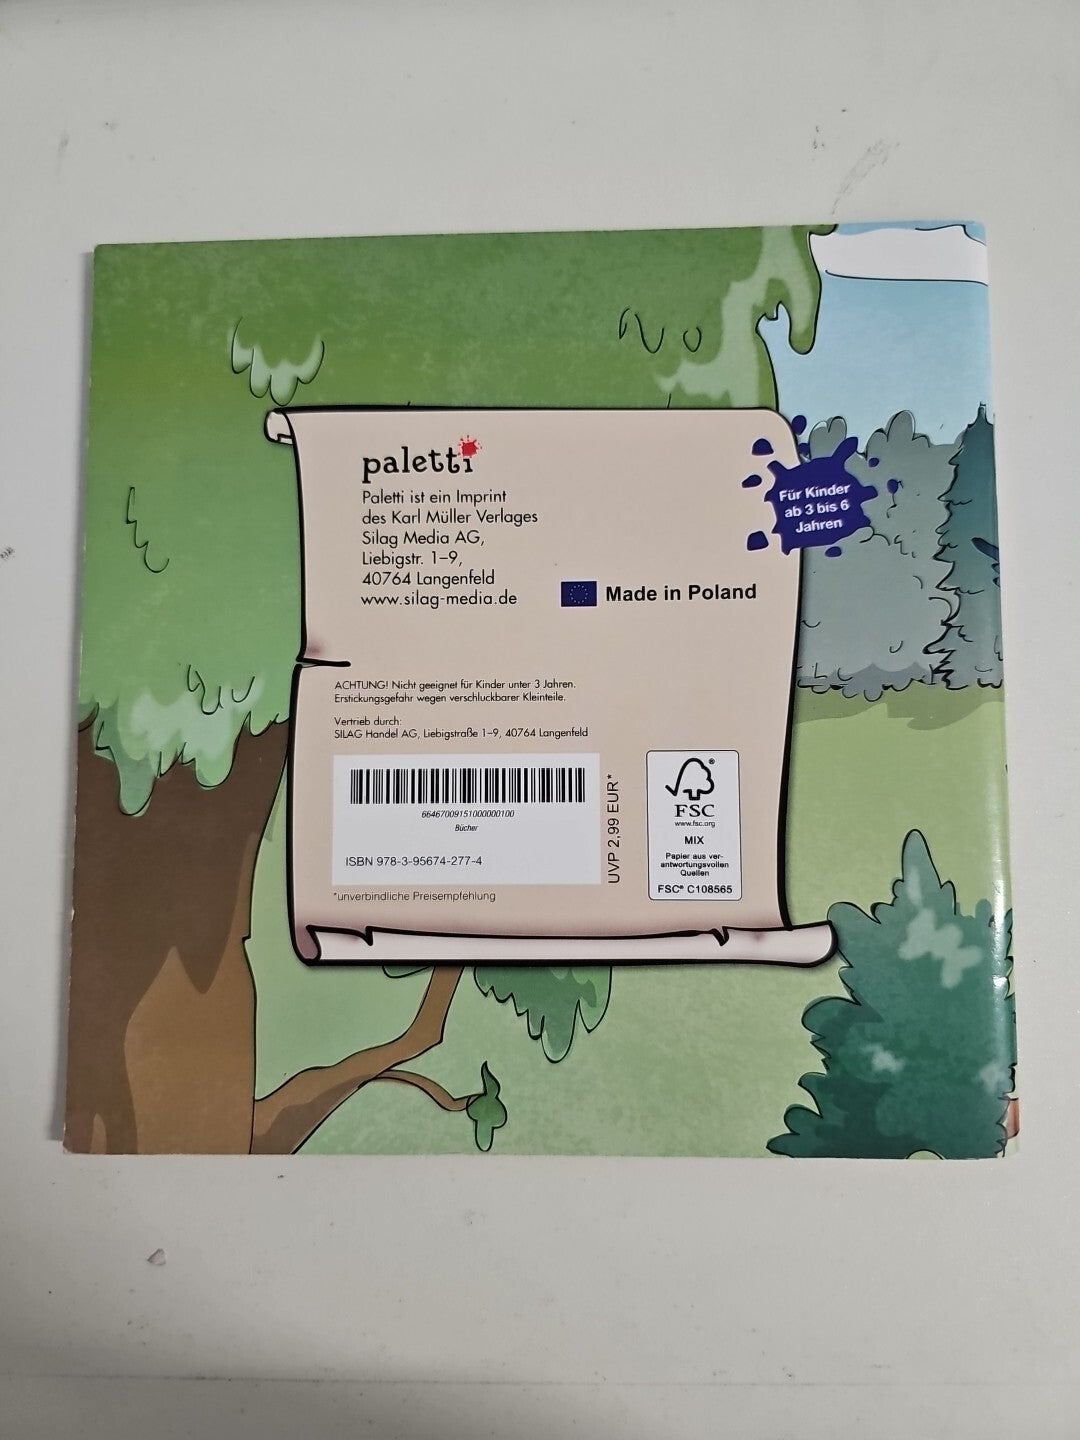 paletti
Paletti ist ein Imprint
des Karl Müller Verlages
Silag Media AG,
Liebigstr. 1–9,
40764 Langenfeld
www.silag-media.de
Made in Poland
Für Kinder
ab 3 bis 6
Jahren
ACHTUNG! Nicht geeignet für Kinder unter 3 Jahren.
Erstickungsgefahr wegen verschluckbarer Kleinteile.
Vertrieb durch:
SILAG Handel AG, Liebigstraße 1–9, 40764 Langenfeld
66467009151000000100
Bücher
ISBN 978-3-95674-277-4
UVP 2,99 EUR*
*unverbindliche Preisempfehlung
®
FSC
www.fsc.org
MIX
Papier aus ver-
antwortungsvollen
Quellen
FSC® C108565